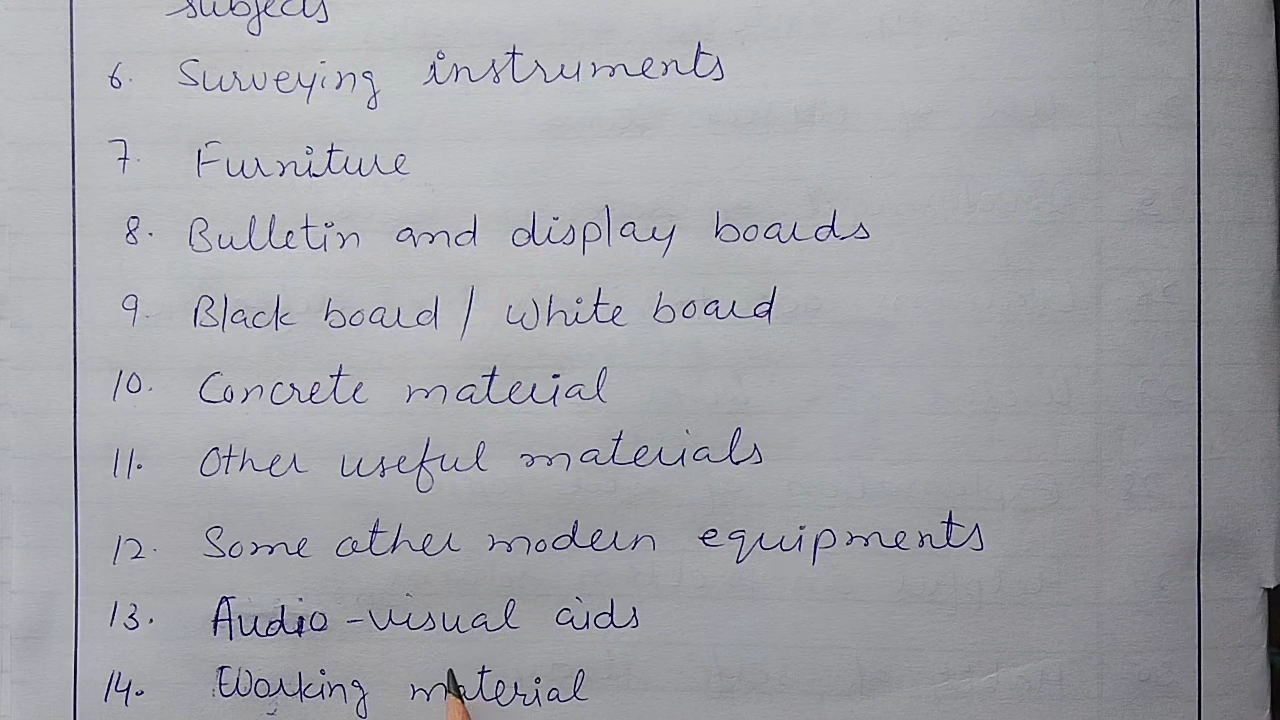 subjects
6. Surveying instruments
7. Furniture
8. Bulletin and display boards
9. Black board / White board
10. Concrete material
11. Other useful materials
12. Some other modern equipments
13. Audio-visual aids
14. Working material